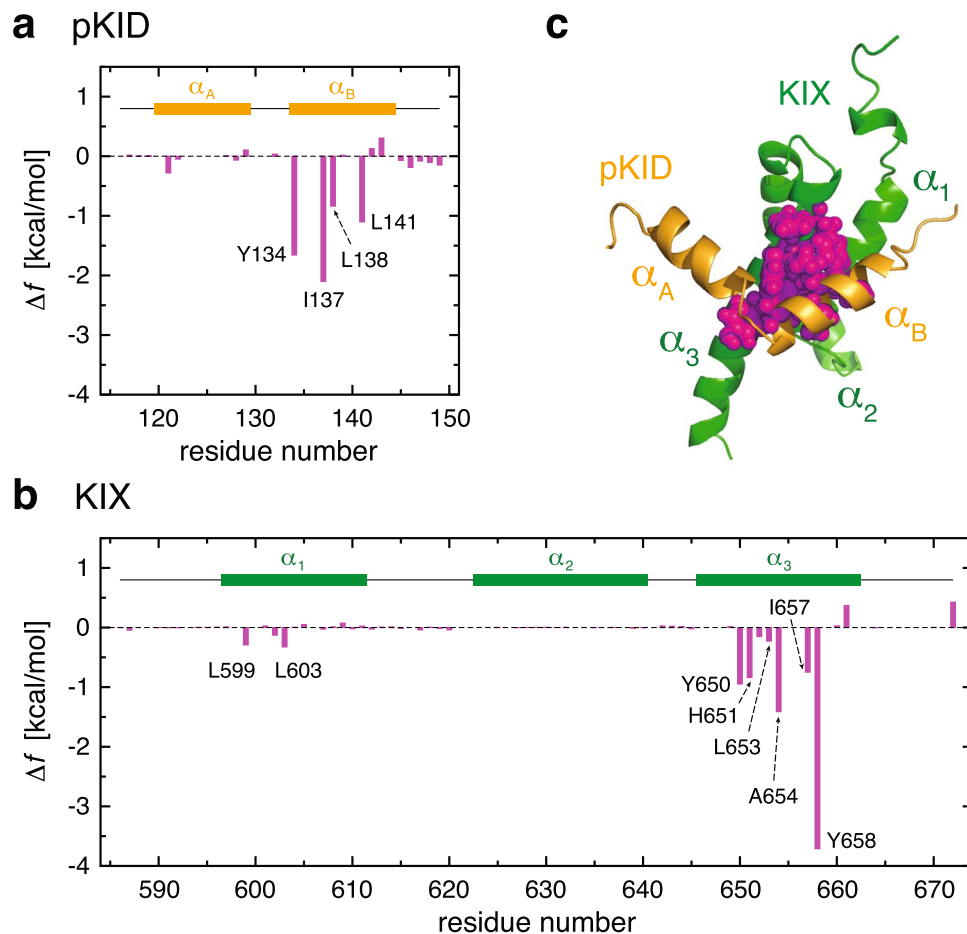 a pKID
αA αB
1
0
-1
-2
-3
-4
Δf [kcal/mol]
Y134
I137
L138
L141
120 130 140 150
residue number
c
KIX
pKID
α1
αA
αB
α3
α2
b KIX
α1 α2 α3
1
0
-1
-2
-3
-4
Δf [kcal/mol]
L599 L603
I657
Y650
H651
L653
A654
Y658
590 600 610 620 630 640 650 660 670
residue number